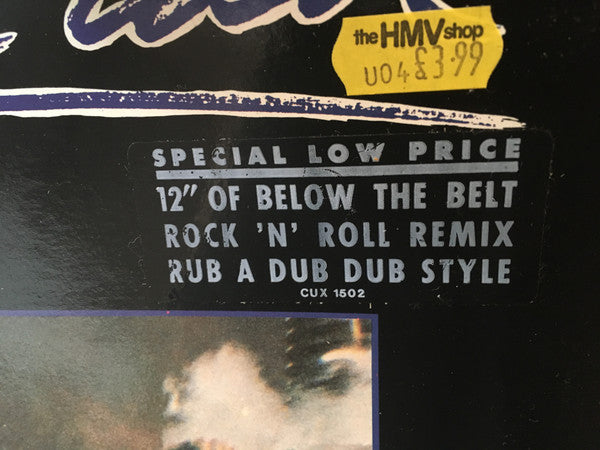 the HMV shop
U04 £3.99
SPECIAL LOW PRICE
12" OF BELOW THE BELT
ROCK 'N' ROLL REMIX
RUB A DUB DUB STYLE
CUX 1502